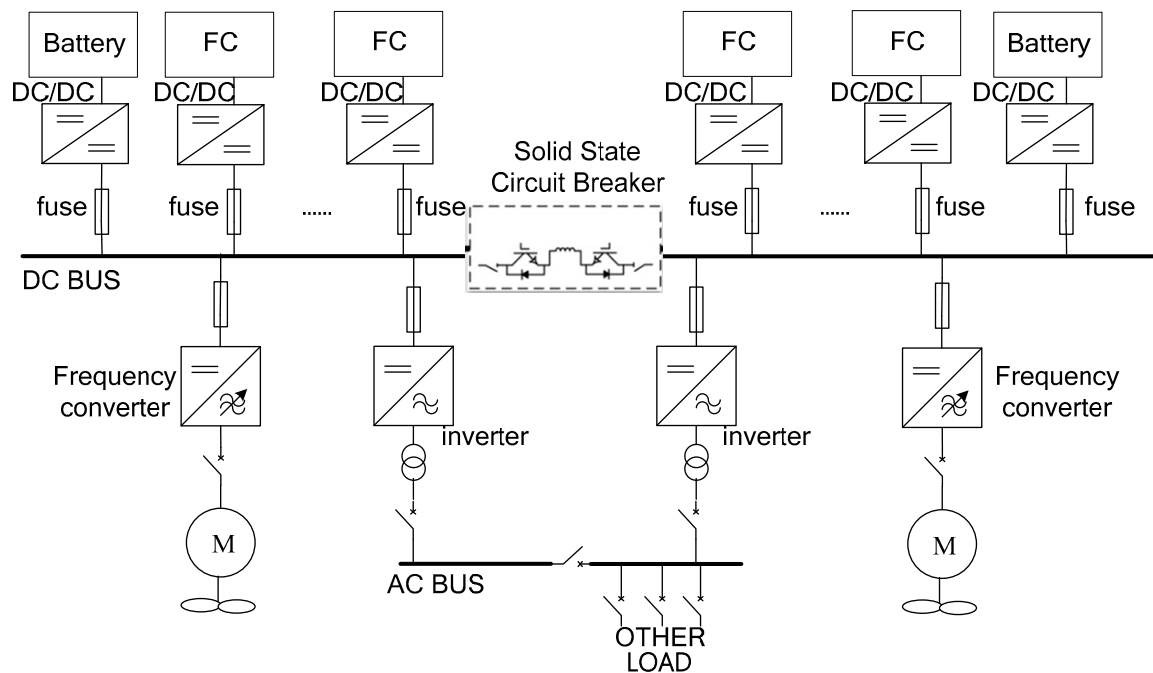 Battery
FC
FC
FC
FC
Battery
DC/DC
DC/DC
DC/DC
DC/DC
DC/DC
DC/DC
Solid State
Circuit Breaker
fuse
fuse
......
fuse
fuse
......
fuse
fuse
DC BUS
Frequency
converter
inverter
inverter
Frequency
converter
M
M
AC BUS
OTHER
LOAD